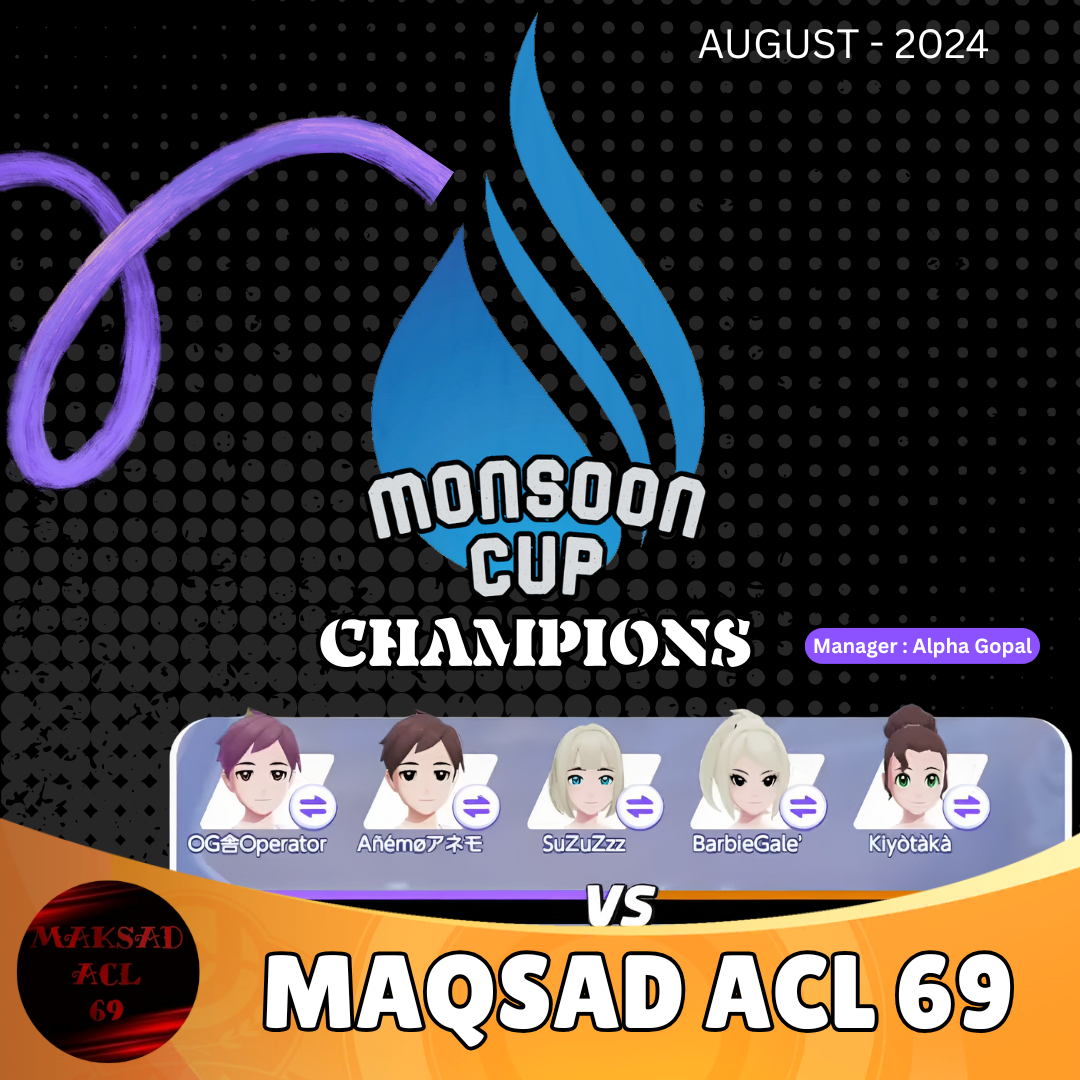 AUGUST - 2024
MONSOON
CUP
CHAMPIONS
Manager : Alpha Gopal
OG舎Operator Añémøアネモ SuZuZzz BarbieGale' Kiyòtàkà
VS
MAKSAD
ACL
69
MAQSAD ACL 69